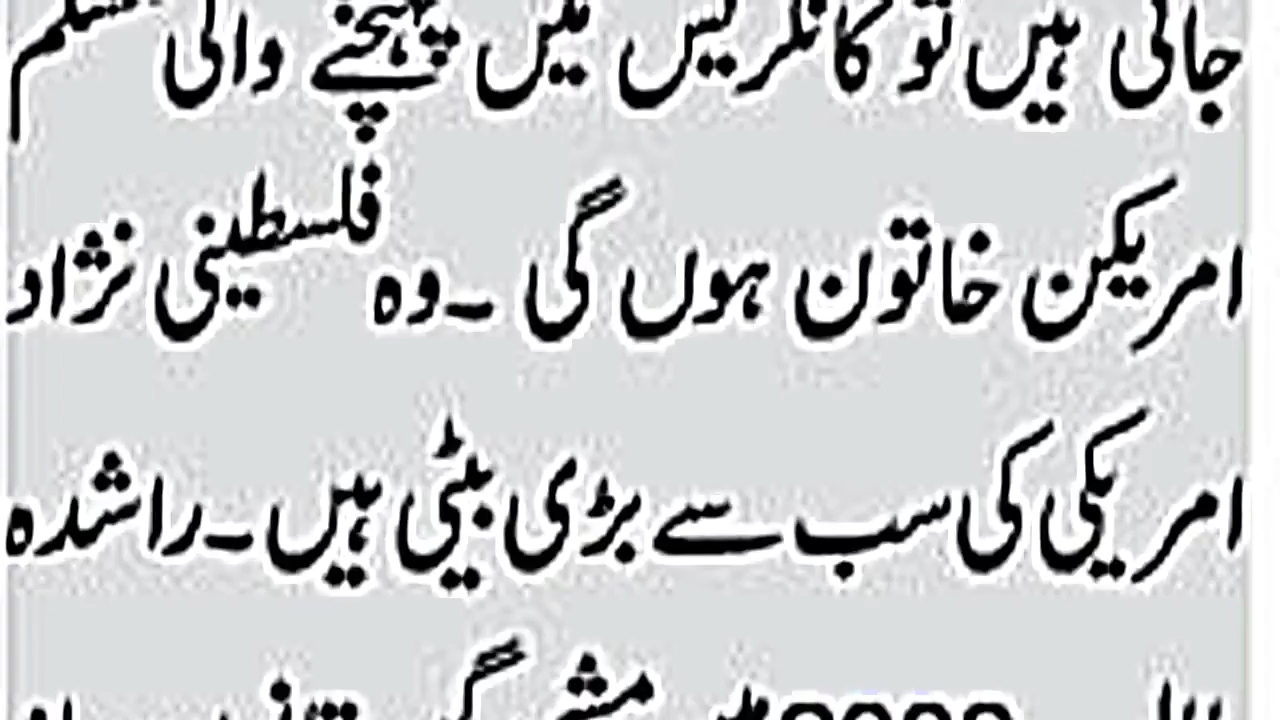 جاتی ہیں تو کانگریس میں پہنچنے والی مسلم
امریکن خاتون ہوں گی ۔وہ فلسطینی نژاد
امریکی کی سب سے بڑی بیٹی ہیں۔راشدہ